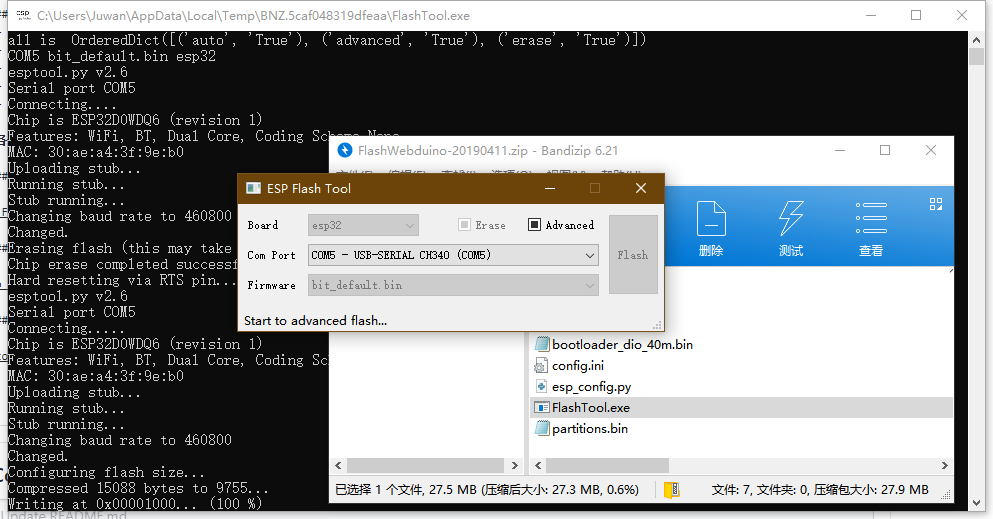 C:\Users\Juwan\AppData\Local\Temp\BNZ.5caf048319dfeaa\FlashTool.exe
all is OrderedDict([('auto', 'True'), ('advanced', 'True'), ('erase', 'True')])
COM5 bit_default.bin esp32
esptool.py v2.6
Serial port COM5
Connecting....
Chip is ESP32D0WDQ6 (revision 1)
Features: WiFi, BT, Dual Core, Coding Scheme None
MAC: 30:ae:a4:3f:9e:b0
Uploading stub...
Running stub...
Stub running...
Changing baud rate to 460800
Changed.
Erasing flash (this may take
Chip erase completed successf
Hard resetting via RTS pin...
esptool.py v2.6
Serial port COM5
Connecting.....
Chip is ESP32D0WDQ6 (revision 1)
Features: WiFi, BT, Dual Core, Coding
MAC: 30:ae:a4:3f:9e:b0
Uploading stub...
Running stub...
Stub running...
Changing baud rate to 460800
Changed.
Configuring flash size...
Compressed 15088 bytes to 9755...
Writing at 0x00001000... (100 %)
Update README.md
FlashWebduino-20190411.zip - Bandizip 6.21
删除
测试
查看
bootloader_dio_40m.bin
config.ini
esp_config.py
FlashTool.exe
partitions.bin
已选择 1 个文件, 27.5 MB (压缩后大小: 27.3 MB, 0.6%)
文件: 7, 文件夹: 0, 压缩包大小: 27.9 MB
ESP Flash Tool
Board
esp32
Erase
Advanced
Com Port
COM5 - USB-SERIAL CH340 (COM5)
Flash
Firmware
bit_default.bin
Start to advanced flash...